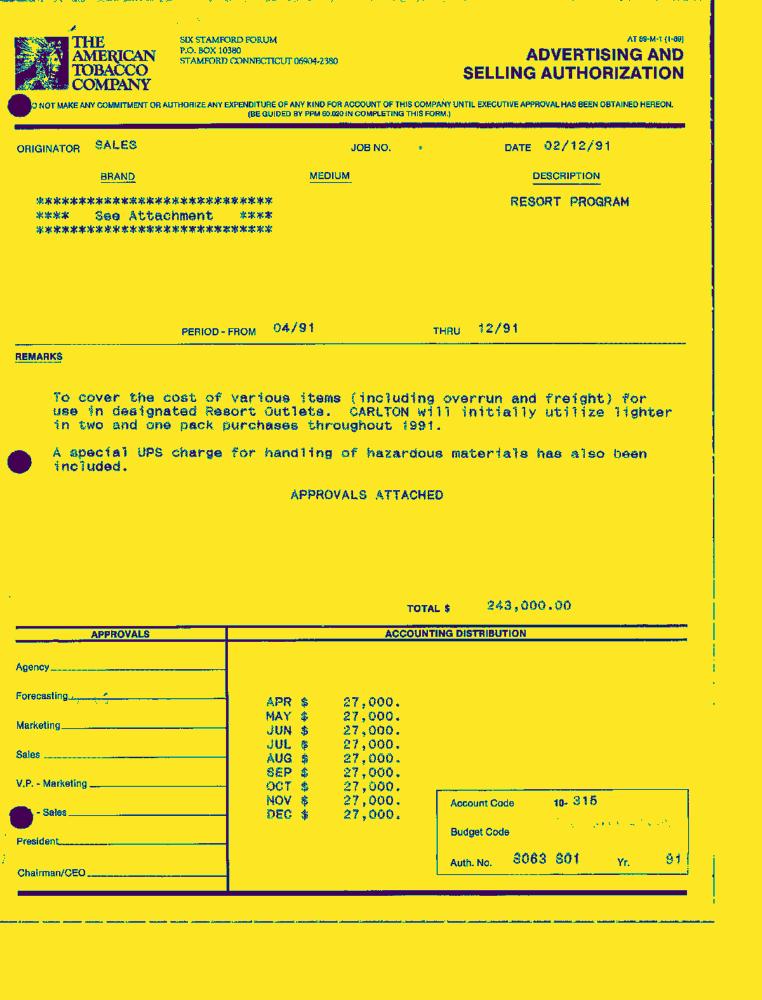 THE
AMERICAN
TOBACCO
COMPANY
SIX STAMFORD FORUM
P.O. BOX 10380
STAMFORD CONNECTICUT 06904-2380
AT 89-M-1 (1-89)
ADVERTISING AND
SELLING AUTHORIZATION
O NOT MAKE ANY COMMITMENT OR AUTHORIZE ANY EXPENDITURE OF ANY KIND FOR ACCOUNT OF THIS COMPANY UNTIL EXECUTIVE APPROVAL HAS BEEN OBTAINED HEREON.
(BE GUIDED BY PPM 60.020 IN COMPLETING THIS FORM.)
ORIGINATOR SALES JOB NO. DATE 02/12/91
BRAND MEDIUM DESCRIPTION
**************************** RESORT PROGRAM
**** See Attachment ****
****************************
PERIOD - FROM 04/91 THRU 12/91
REMARKS
To cover the cost of various items (including overrun and freight) for
use in designated Resort Outlets. CARLTON will initially utilize lighter
in two and one pack purchases throughout 1991.
A special UPS charge for handling of hazardous materials has also been
included.
APPROVALS ATTACHED
TOTAL $ 243,000.00
APPROVALS ACCOUNTING DISTRIBUTION
Agency
Forecasting
Marketing
Sales
V.P. - Marketing
- Sales
President
Chairman/CEO
APR $ 27,000.
MAY $ 27,000.
JUN $ 27,000.
JUL $ 27,000.
AUG $ 27,000.
SEP $ 27,000.
OCT $ 27,000.
NOV $ 27,000.
DEC $ 27,000.
Account Code 10- 315
Budget Code
Auth. No. 8063 801 Yr. 91